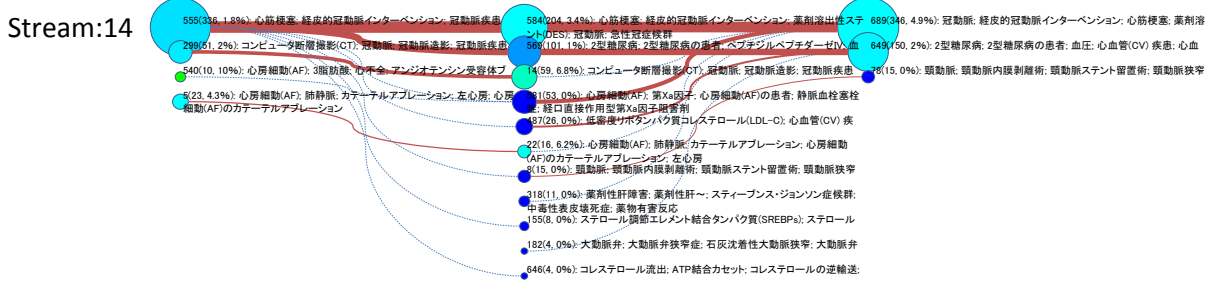 Stream:14
555(336, 1.8%): 心筋梗塞; 経皮的冠動脈インターベンション; 冠動脈疾患
299(51, 2%): コンピュータ断層撮影(CT); 冠動脈; 冠動脈造影; 冠動脈疾患
540(10, 10%): 心房細動(AF); 3脂肪酸; 心不全; アンジオテンシン受容体ブ
5(23, 4.3%): 心房細動(AF); 肺静脈; カテーテルアブレーション; 左心房; 心房
細動(AF)のカテーテルアブレーション
584(204, 3.4%): 心筋梗塞; 経皮的冠動脈インターベンション; 薬剤溶出性ステ
ント(DES); 冠動脈; 急性冠症候群
569(101, 1%): 2型糖尿病; 2型糖尿病の患者; ペプチジルペプチダーゼIV; 血
14(59, 6.8%): コンピュータ断層撮影(CT); 冠動脈; 冠動脈造影; 冠動脈疾患
581(53, 0%): 心房細動(AF); 第Xa因子; 心房細動(AF)の患者; 静脈血栓塞栓
症; 経口直接作用型第Xa因子阻害剤
487(26, 0%): 低密度リポタンパク質コレステロール(LDL-C); 心血管(CV) 疾
22(16, 6.2%): 心房細動(AF); 肺静脈; カテーテルアブレーション; 心房細動
(AF)のカテーテルアブレーション; 左心房
8(15, 0%): 頸動脈; 頸動脈内膜剥離術; 頸動脈ステント留置術; 頸動脈狭窄
318(11, 0%): 薬剤性肝障害; 薬剤性肝～; スティーブンス・ジョンソン症候群;
中毒性表皮壊死症; 薬物有害反応
155(8, 0%): ステロール調節エレメント結合タンパク質(SREBPs); ステロール
182(4, 0%): 大動脈弁; 大動脈弁狭窄症; 石灰沈着性大動脈狭窄; 大動脈弁
646(4, 0%): コレステロール流出; ATP結合カセット; コレステロールの逆輸送;
689(346, 4.9%): 冠動脈; 経皮的冠動脈インターベンション; 心筋梗塞; 薬剤溶
649(150, 2%): 2型糖尿病; 2型糖尿病の患者; 血圧; 心血管(CV) 疾患; 心血
76(15, 0%): 頸動脈; 頸動脈内膜剥離術; 頸動脈ステント留置術; 頸動脈狭窄